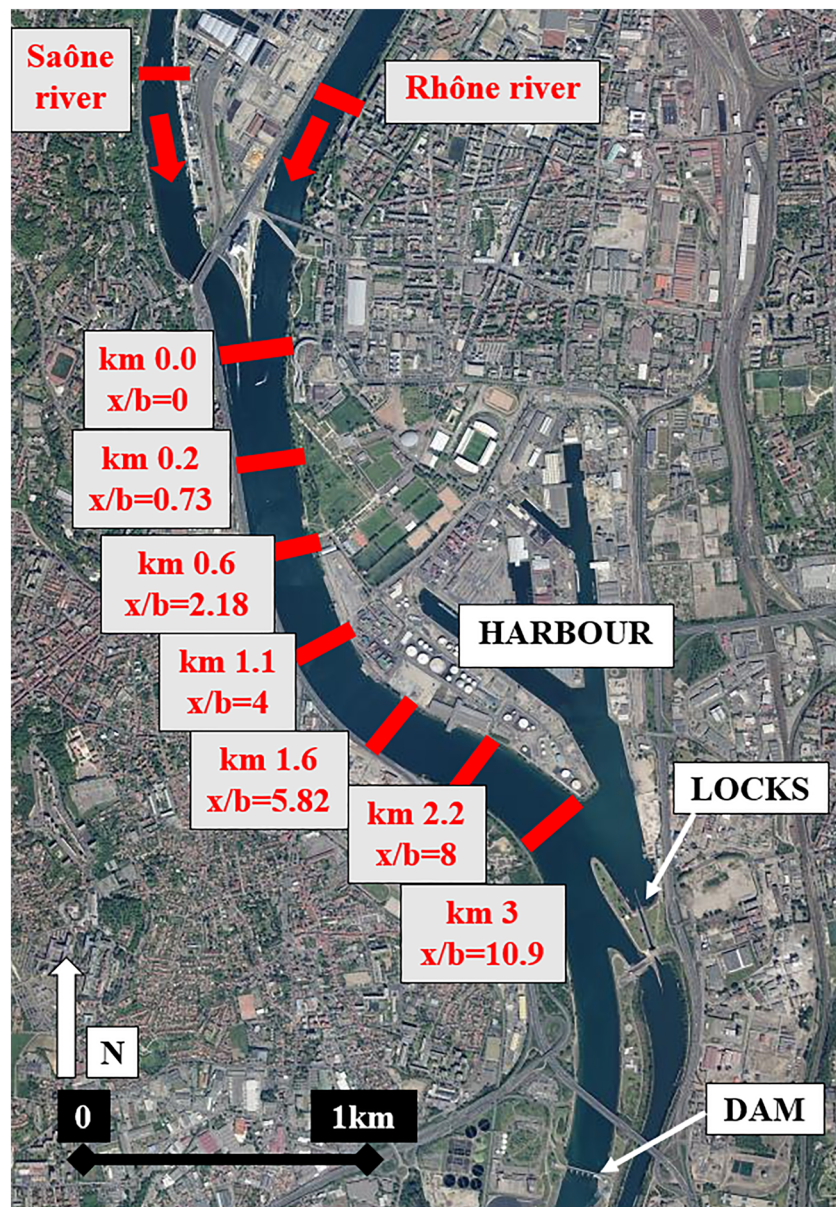 Saône
river
Rhône river
km 0.0
x/b=0
km 0.2
x/b=0.73
km 0.6
x/b=2.18
HARBOUR
km 1.1
x/b=4
km 1.6
x/b=5.82
LOCKS
km 2.2
x/b=8
km 3
x/b=10.9
N
0
1km
DAM